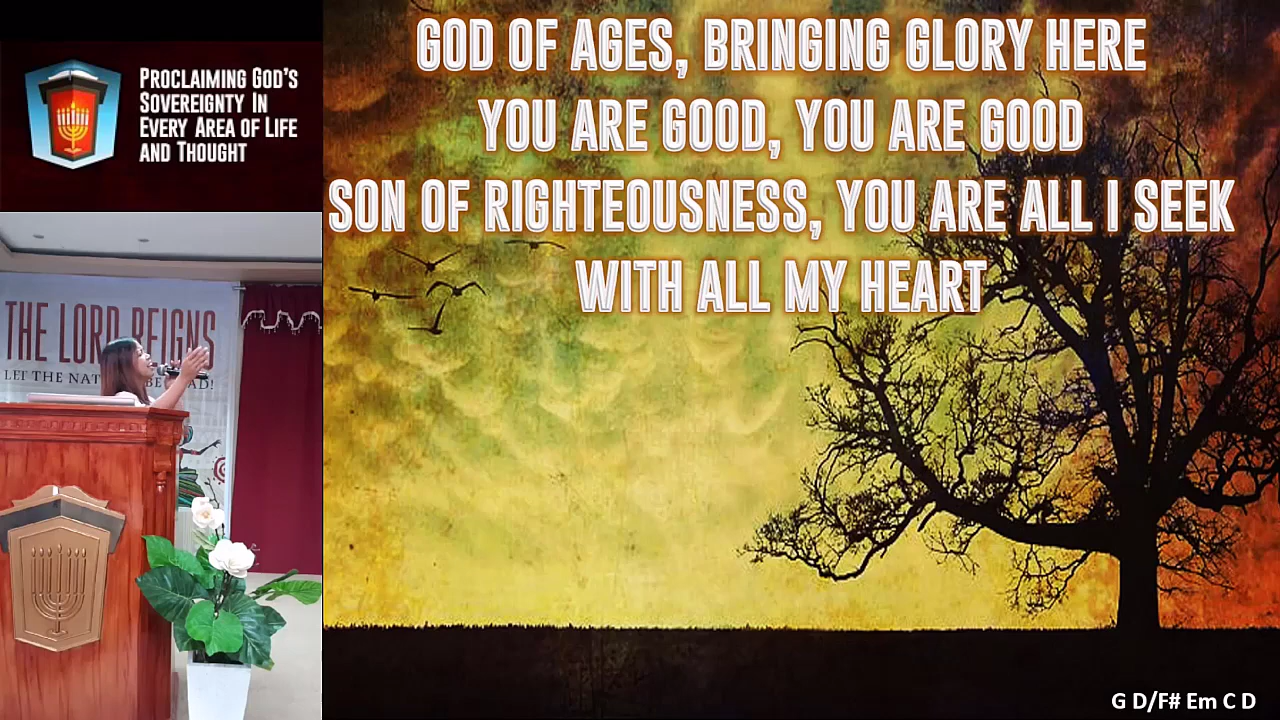 PROCLAIMING GOD'S
SOVEREIGNTY IN
EVERY AREA OF LIFE
AND THOUGHT
THE LORD REIGNS
LET THE NAT BE AD!
GOD OF AGES, BRINGING GLORY HERE
YOU ARE GOOD, YOU ARE GOOD
SON OF RIGHTEOUSNESS, YOU ARE ALL I SEEK
WITH ALL MY HEART
G D/F# Em C D